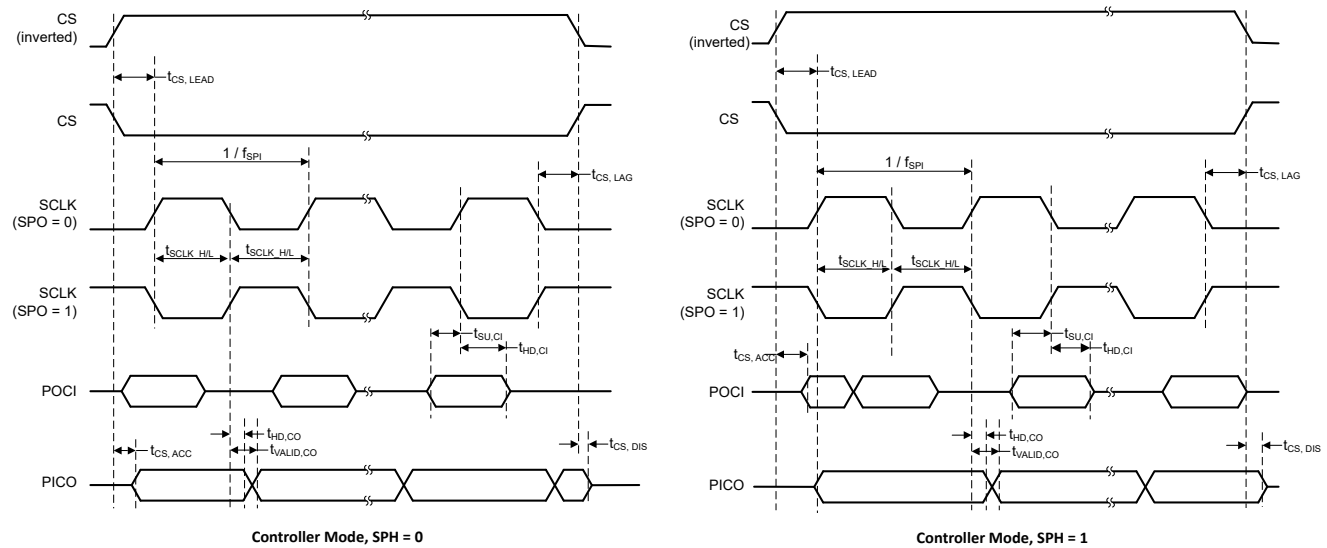 CS
(inverted)
tCS, LEAD
CS
1 / fSPI
tCS, LAG
SCLK
(SPO = 0)
tSCLK_H/L
tSCLK_H/L
SCLK
(SPO = 1)
tSU,CI
tHD,CI
POCI
tHD,CO
tCS, ACC
tVALID,CO
tCS, DIS
PICO
Controller Mode, SPH = 0
CS
(inverted)
tCS, LEAD
CS
1 / fSPI
tCS, LAG
SCLK
(SPO = 0)
tSCLK_H/L
tSCLK_H/L
SCLK
(SPO = 1)
tSU,CI
tCS, ACC
tHD,CI
POCI
tHD,CO
tCS, DIS
tVALID,CO
PICO
Controller Mode, SPH = 1